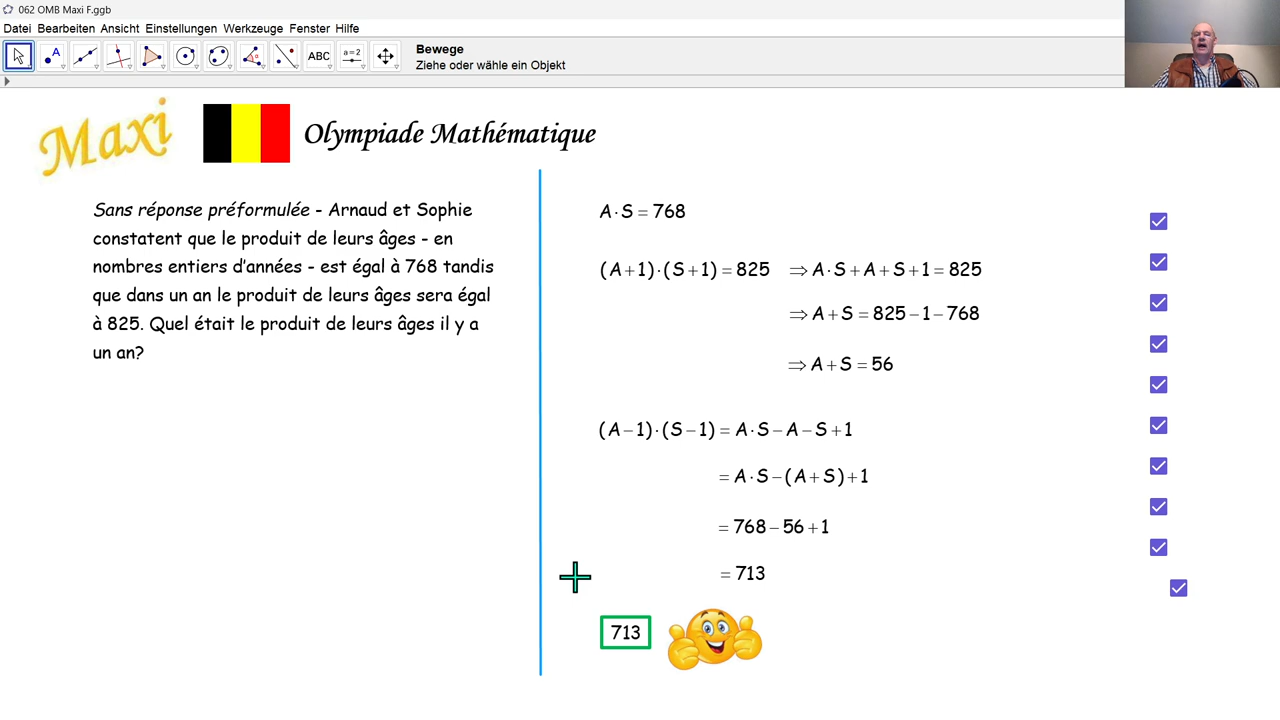 062 OMB Maxi F.ggb
Datei Bearbeiten Ansicht Einstellungen Werkzeuge Fenster Hilfe
A
ABC
a=2
Bewege
Ziehe oder wähle ein Objekt
Maxi
Olympiade Mathématique
Sans réponse préformulée - Arnaud et Sophie
constatent que le produit de leurs âges - en
nombres entiers d'années - est égal à 768 tandis
que dans un an le produit de leurs âges sera égal
à 825. Quel était le produit de leurs âges il y a
un an?
A·S = 768
(A+1)·(S+1) = 825 ⇒ A·S+A+S+1 = 825
⇒ A+S = 825-1-768
⇒ A+S = 56
(A-1)·(S-1) = A·S-A-S+1
= A·S-(A+S)+1
= 768-56+1
= 713
713